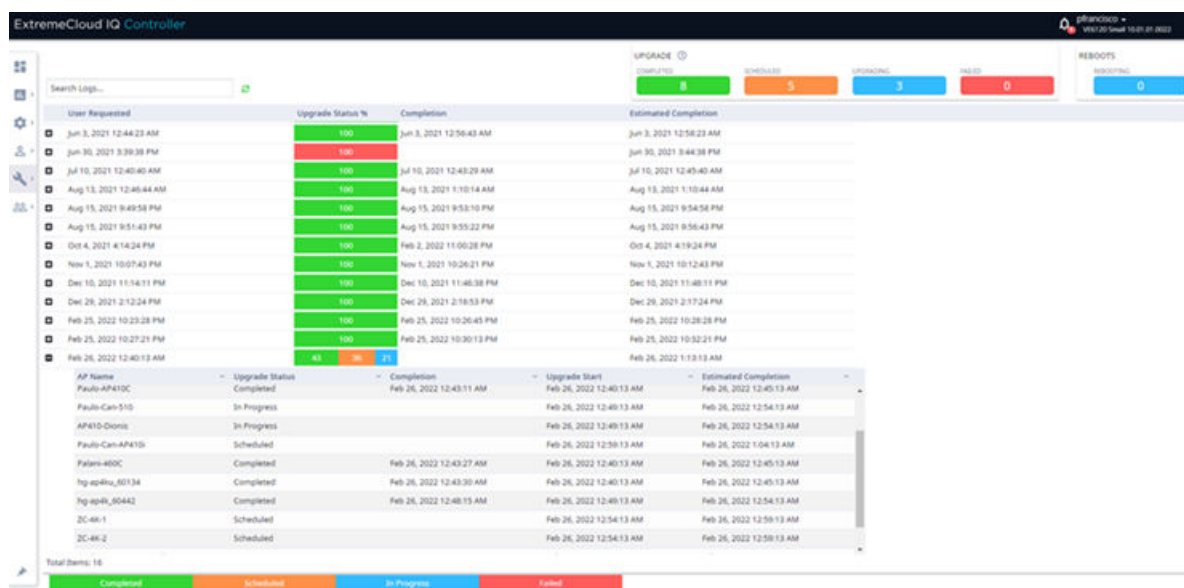 ExtremeCloud IQ Controller
pfrancisco
VE6120 Small 10.01.01.0022
UPGRADE
REBOOTS
COMPLETED SCHEDULED UPGRADING FAILED REBOOTING
8 5 3 0 0
Search Logs...
User Requested Upgrade Status % Completion Estimated Completion
Jun 3, 2021 12:44:23 AM 100 Jun 3, 2021 12:56:43 AM Jun 3, 2021 12:58:23 AM
Jun 30, 2021 3:39:38 PM 100 Jun 30, 2021 3:44:38 PM
Jul 10, 2021 12:40:40 AM 100 Jul 10, 2021 12:43:29 AM Jul 10, 2021 12:45:40 AM
Aug 13, 2021 12:46:44 AM 100 Aug 13, 2021 1:10:14 AM Aug 13, 2021 1:10:44 AM
Aug 15, 2021 9:49:58 PM 100 Aug 15, 2021 9:53:10 PM Aug 15, 2021 9:54:58 PM
Aug 15, 2021 9:51:43 PM 100 Aug 15, 2021 9:55:22 PM Aug 15, 2021 9:56:43 PM
Oct 4, 2021 4:14:24 PM 100 Feb 2, 2022 11:00:28 PM Oct 4, 2021 4:19:24 PM
Nov 1, 2021 10:07:43 PM 100 Nov 1, 2021 10:26:21 PM Nov 1, 2021 10:12:43 PM
Dec 10, 2021 11:14:11 PM 100 Dec 10, 2021 11:46:38 PM Dec 10, 2021 11:48:11 PM
Dec 29, 2021 2:12:24 PM 100 Dec 29, 2021 2:16:53 PM Dec 29, 2021 2:17:24 PM
Feb 25, 2022 10:23:28 PM 100 Feb 25, 2022 10:26:45 PM Feb 25, 2022 10:28:28 PM
Feb 25, 2022 10:27:21 PM 100 Feb 25, 2022 10:30:13 PM Feb 25, 2022 10:32:21 PM
Feb 26, 2022 12:40:13 AM 43 36 21 Feb 26, 2022 1:13:13 AM
AP Name Upgrade Status Completion Upgrade Start Estimated Completion
Paulo-AP410C Completed Feb 26, 2022 12:43:11 AM Feb 26, 2022 12:40:13 AM Feb 26, 2022 12:45:13 AM
Paulo-Can-510 In Progress Feb 26, 2022 12:49:13 AM Feb 26, 2022 12:54:13 AM
AP410-Dionis In Progress Feb 26, 2022 12:49:13 AM Feb 26, 2022 12:54:13 AM
Paulo-Can-AP410i Scheduled Feb 26, 2022 12:59:13 AM Feb 26, 2022 1:04:13 AM
Palani-460C Completed Feb 26, 2022 12:43:27 AM Feb 26, 2022 12:40:13 AM Feb 26, 2022 12:45:13 AM
hg-ap4ku_60134 Completed Feb 26, 2022 12:43:30 AM Feb 26, 2022 12:40:13 AM Feb 26, 2022 12:45:13 AM
hg-ap4k_60442 Completed Feb 26, 2022 12:48:15 AM Feb 26, 2022 12:49:13 AM Feb 26, 2022 12:54:13 AM
ZC-4K-1 Scheduled Feb 26, 2022 12:54:13 AM Feb 26, 2022 12:59:13 AM
ZC-4K-2 Scheduled Feb 26, 2022 12:54:13 AM Feb 26, 2022 12:59:13 AM
Total Items: 16
Completed Scheduled In Progress Failed